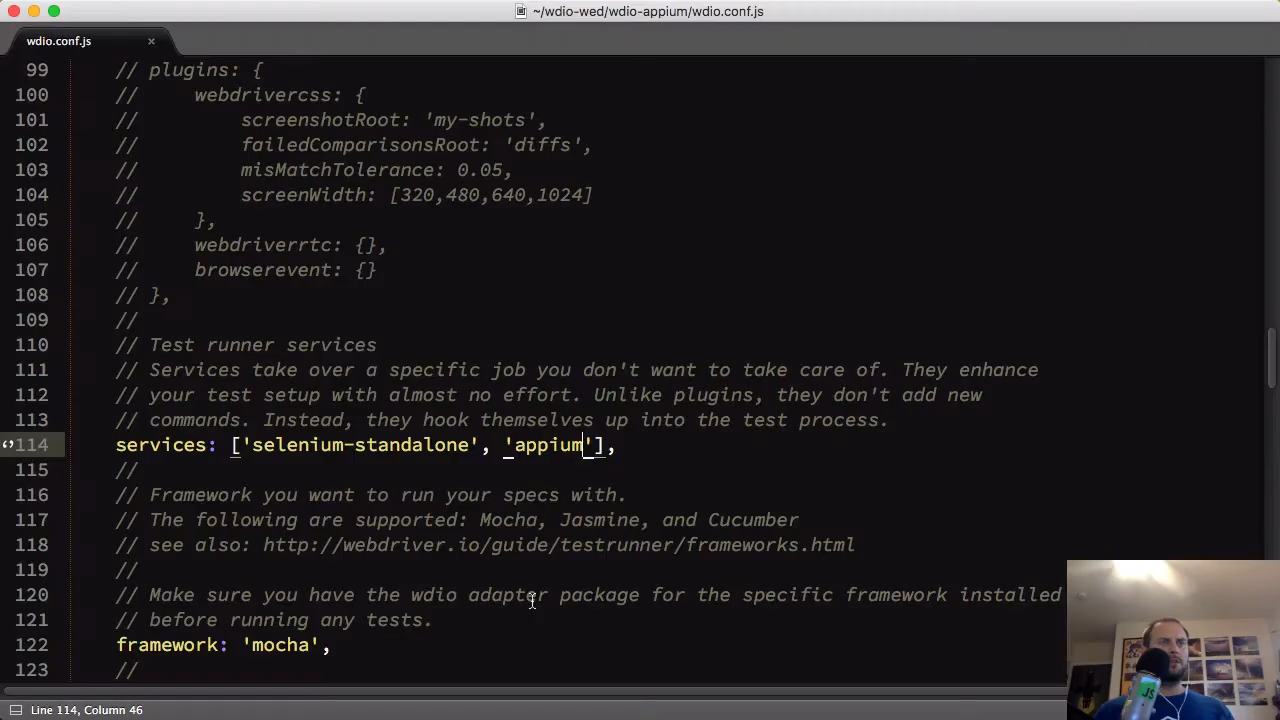 ~/wdio-wed/wdio-appium/wdio.conf.js
wdio.conf.js ×
99 // plugins: {
100 // webdrivercss: {
101 // screenshotRoot: 'my-shots',
102 // failedComparisonsRoot: 'diffs',
103 // misMatchTolerance: 0.05,
104 // screenWidth: [320,480,640,1024]
105 // },
106 // webdriverrtc: {},
107 // browserevent: {}
108 // },
109 //
110 // Test runner services
111 // Services take over a specific job you don't want to take care of. They enhance
112 // your test setup with almost no effort. Unlike plugins, they don't add new
113 // commands. Instead, they hook themselves up into the test process.
114 services: ['selenium-standalone', 'appium'],
115 //
116 // Framework you want to run your specs with.
117 // The following are supported: Mocha, Jasmine, and Cucumber
118 // see also: http://webdriver.io/guide/testrunner/frameworks.html
119 //
120 // Make sure you have the wdio adapter package for the specific framework installed
121 // before running any tests.
122 framework: 'mocha',
123 //
JS
Line 114, Column 46